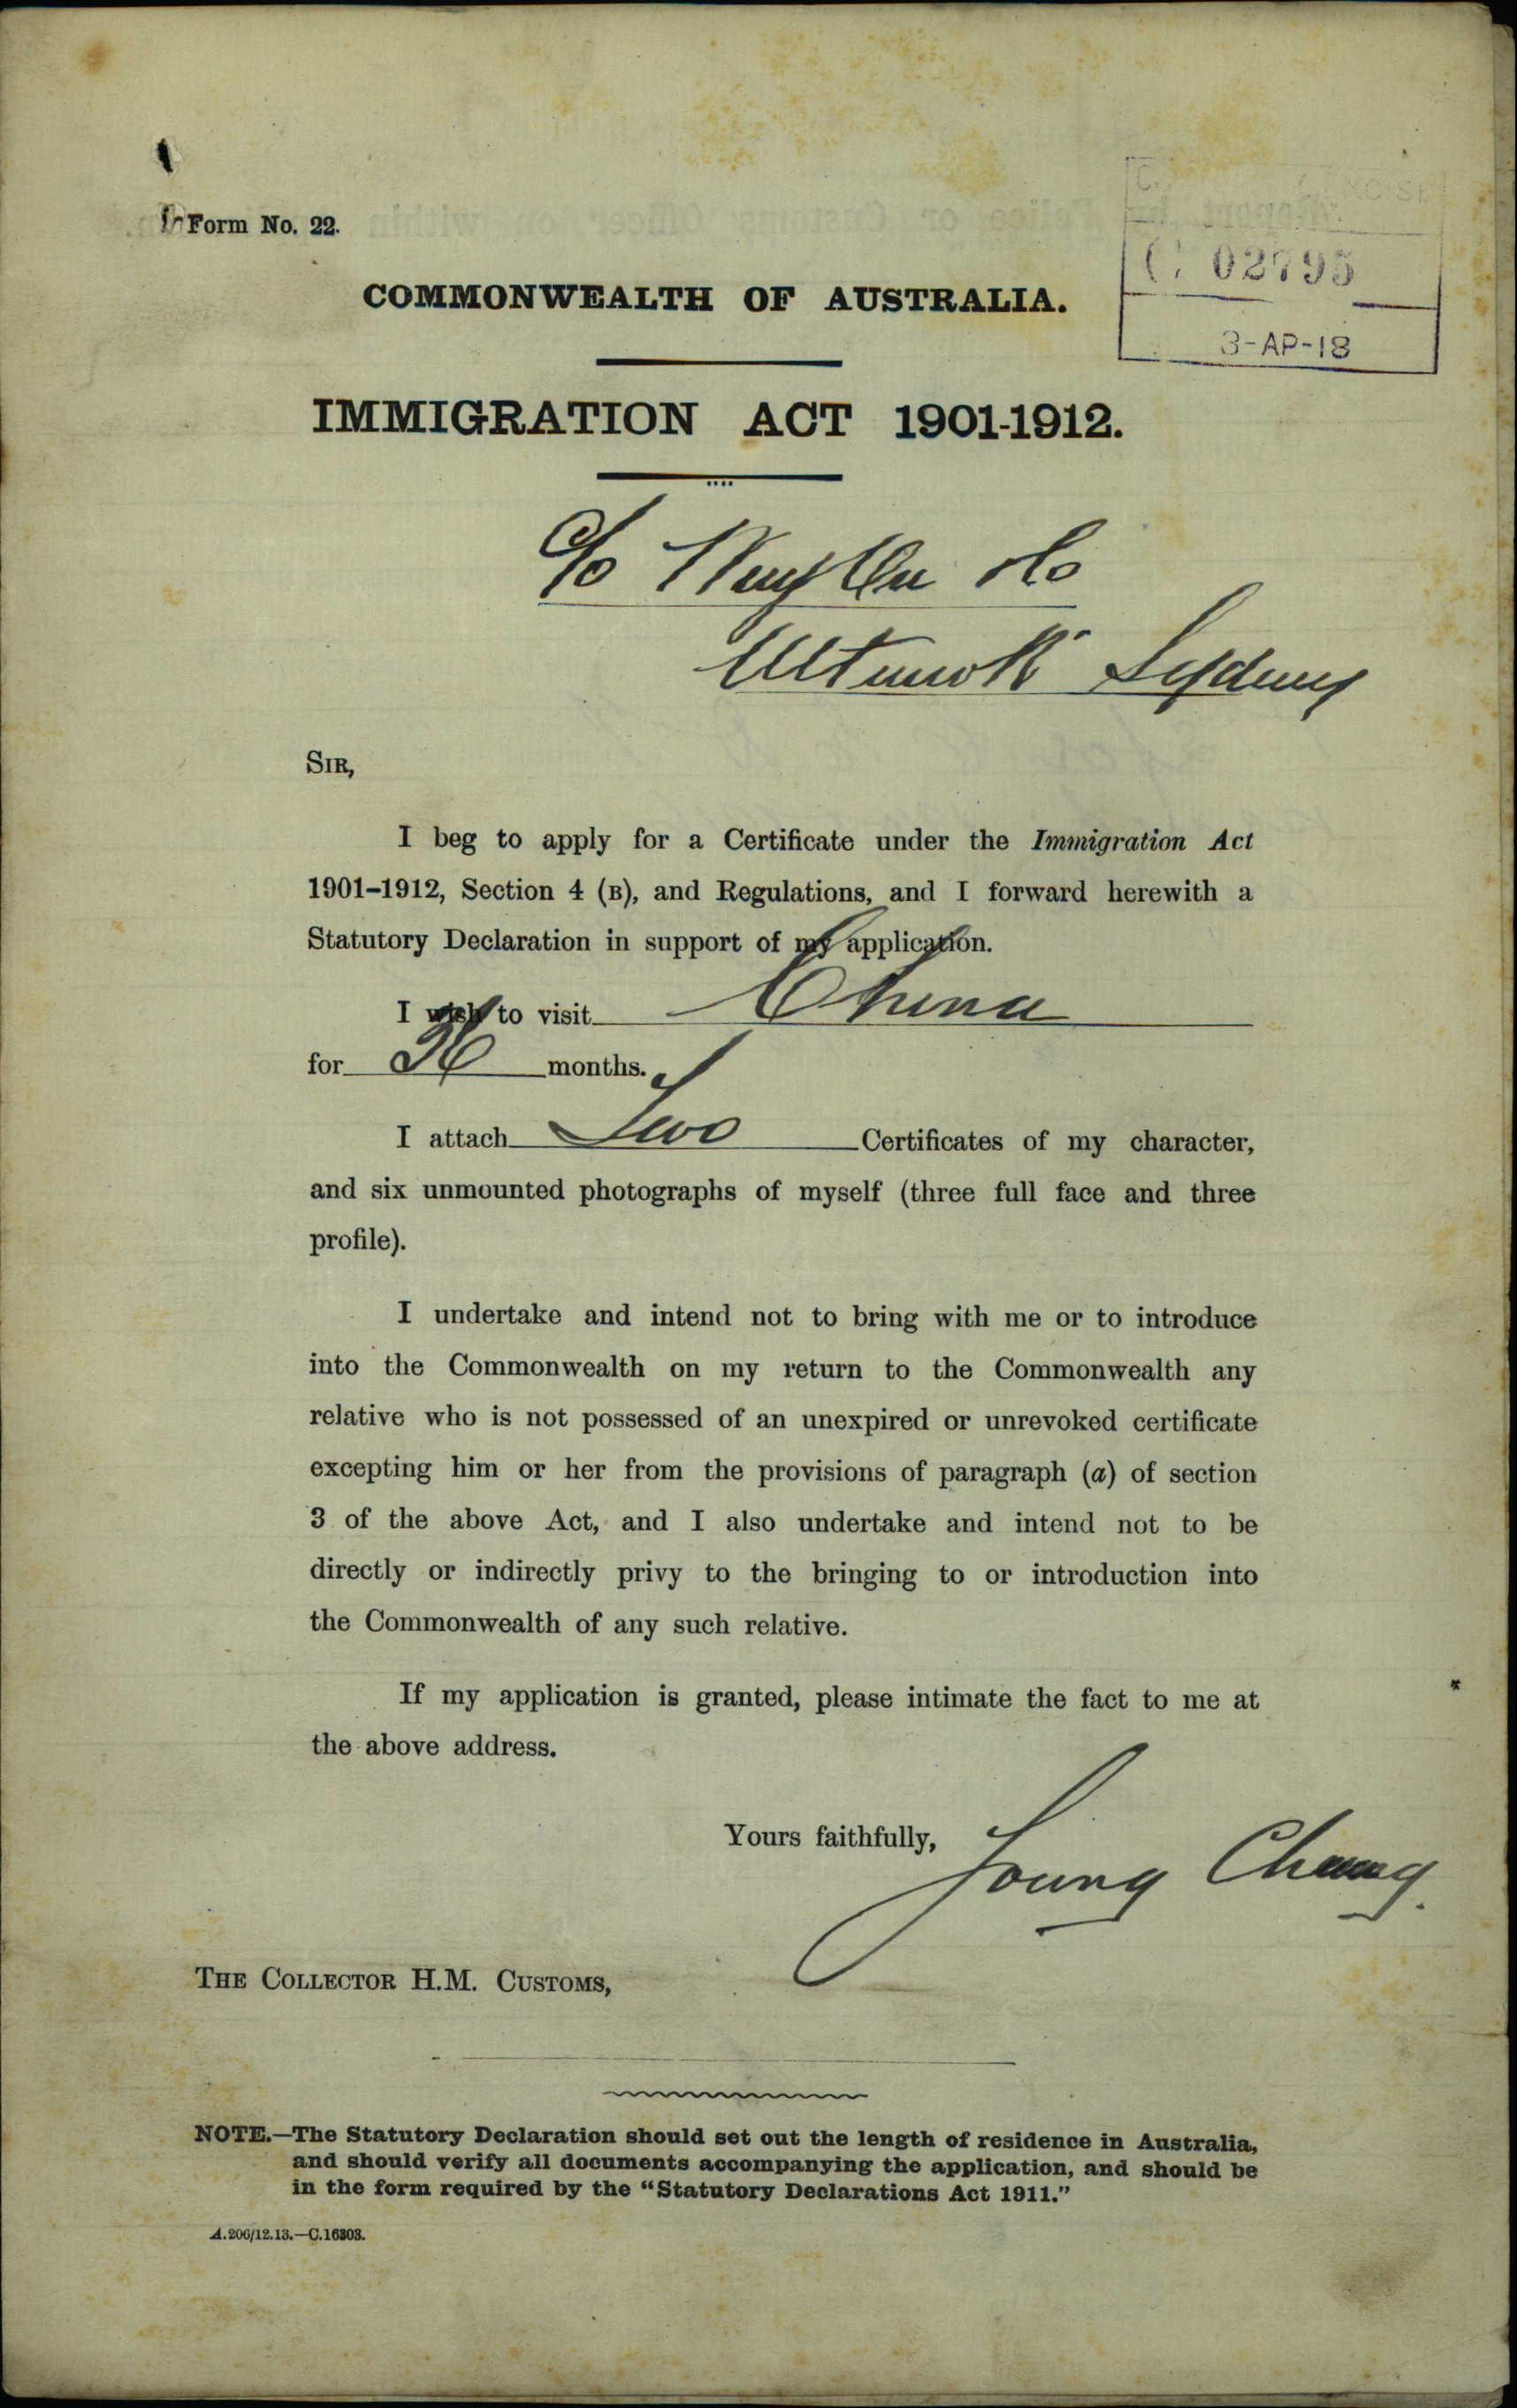 Form No. 22.
C 02795
COMMONWEALTH OF AUSTRALIA.
3-AP-18
IMMIGRATION ACT 1901-1912.
C/o
Sydney
SIR,
I beg to apply for a Certificate under the Immigration Act
1901–1912, Section 4 (B), and Regulations, and I forward herewith a
Statutory Declaration in support of my application.
I wish to visit China
for 36 months.
I attach Two Certificates of my character,
and six unmounted photographs of myself (three full face and three
profile).
I undertake and intend not to bring with me or to introduce
into the Commonwealth on my return to the Commonwealth any
relative who is not possessed of an unexpired or unrevoked certificate
excepting him or her from the provisions of paragraph (a) of section
3 of the above Act, and I also undertake and intend not to be
directly or indirectly privy to the bringing to or introduction into
the Commonwealth of any such relative.
If my application is granted, please intimate the fact to me at
the above address.
Yours faithfully,
Young Chung.
THE COLLECTOR H.M. CUSTOMS,
NOTE.—The Statutory Declaration should set out the length of residence in Australia,
and should verify all documents accompanying the application, and should be
in the form required by the “Statutory Declarations Act 1911.”
A.206/12.13.—C.16303.